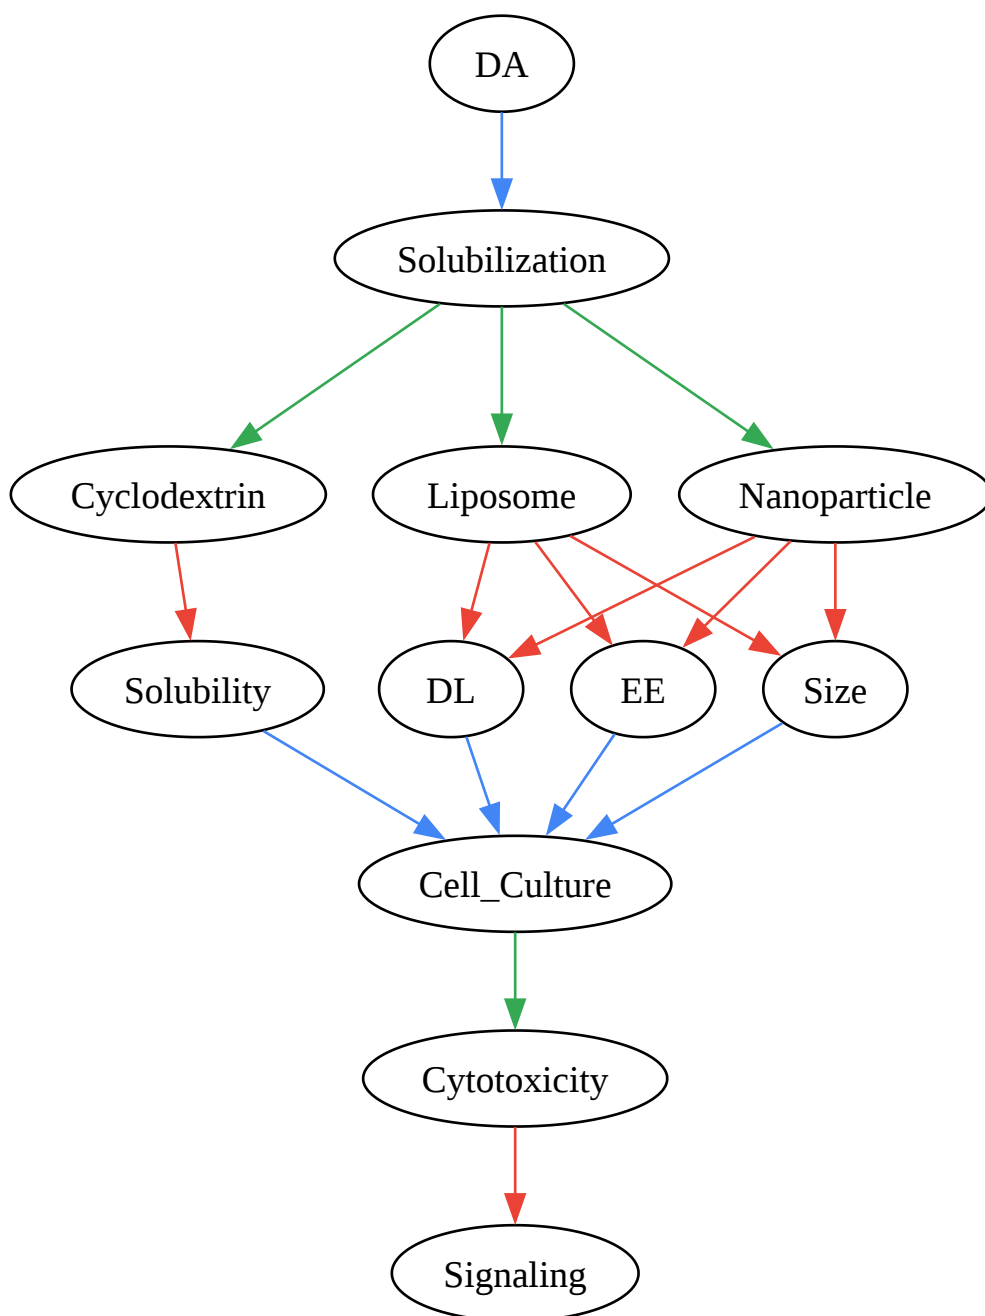 DA
Solubilization
Cyclodextrin
Liposome
Nanoparticle
Solubility
DL
EE
Size
Cell_Culture
Cytotoxicity
Signaling